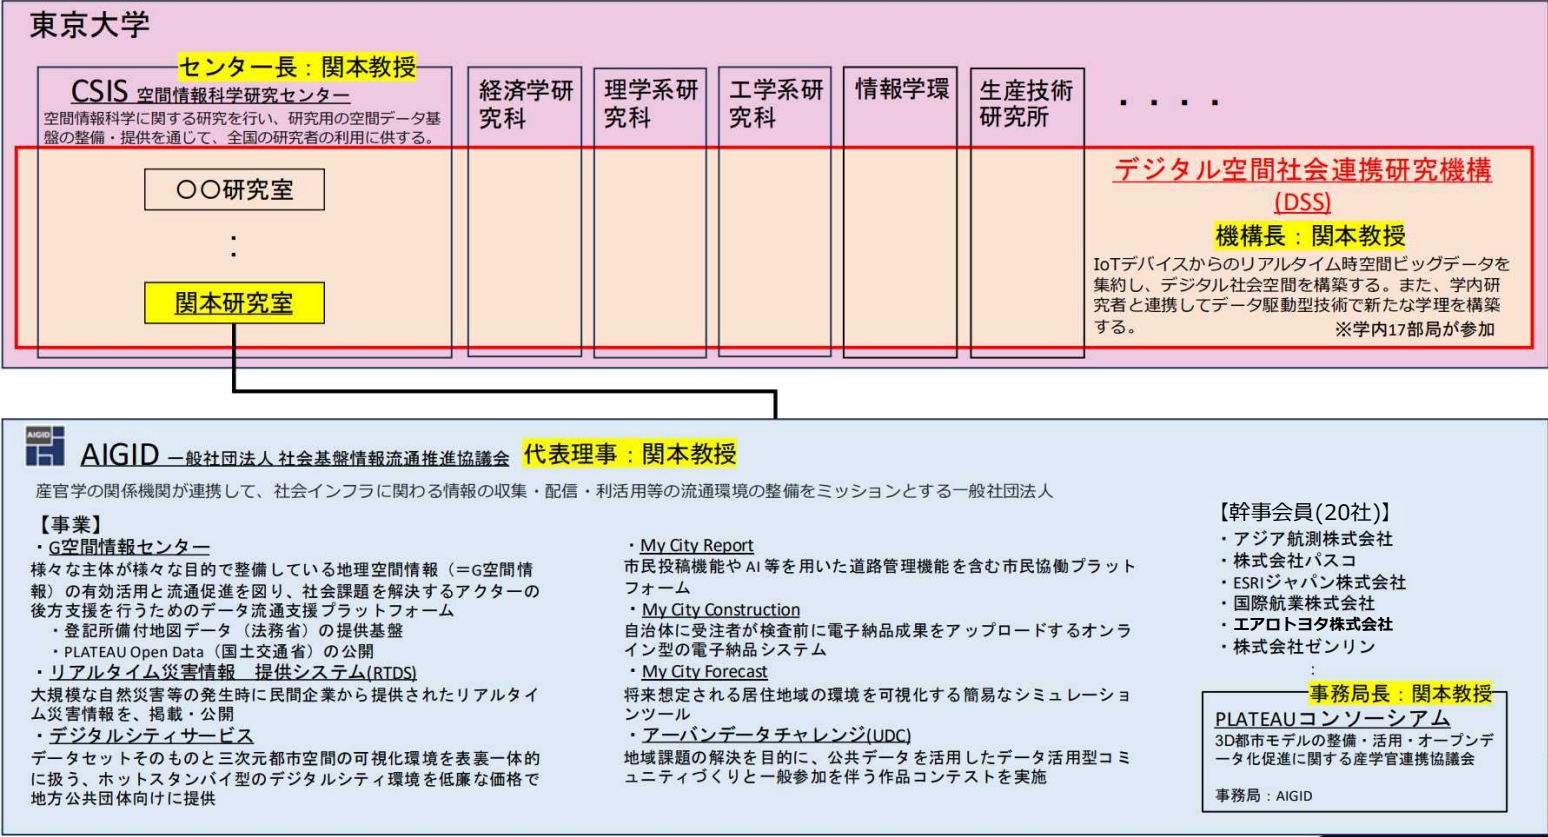 東京大学
センター長：関本教授
CSIS 空間情報科学研究センター
空間情報科学に関する研究を行い、研究用の空間データ基
盤の整備・提供を通じて、全国の研究者の利用に供する。
〇〇研究室
：
関本研究室
経済学研
究科
理学系研
究科
工学系研
究科
情報学環
生産技術
研究所
・・・・
デジタル空間社会連携研究機構
(DSS)
機構長：関本教授
IoTデバイスからのリアルタイム時空間ビッグデータを
集約し、デジタル社会空間を構築する。また、学内研
究者と連携してデータ駆動型技術で新たな学理を構築
する。
※学内17部局が参加
AIGID
AIGID 一般社団法人 社会基盤情報流通推進協議会 代表理事：関本教授
産官学の関係機関が連携して、社会インフラに関わる情報の収集・配信・利活用等の流通環境の整備をミッションとする一般社団法人
【事業】
・G空間情報センター
様々な主体が様々な目的で整備している地理空間情報（＝G空間情
報）の有効活用と流通促進を図り、社会課題を解決するアクターの
後方支援を行うためのデータ流通支援プラットフォーム
・登記所備付地図データ（法務省）の提供基盤
・PLATEAU Open Data（国土交通省）の公開
・リアルタイム災害情報　提供システム(RTDS)
大規模な自然災害等の発生時に民間企業から提供されたリアルタイ
ム災害情報を、掲載・公開
・デジタルシティサービス
データセットそのものと三次元都市空間の可視化環境を表裏一体的
に扱う、ホットスタンバイ型のデジタルシティ環境を低廉な価格で
地方公共団体向けに提供
・My City Report
市民投稿機能や AI 等を用いた道路管理機能を含む市民協働プラット
フォーム
・My City Construction
自治体に受注者が検査前に電子納品成果をアップロードするオンラ
イン型の電子納品システム
・My City Forecast
将来想定される居住地域の環境を可視化する簡易なシミュレーショ
ンツール
・アーバンデータチャレンジ(UDC)
地域課題の解決を目的に、公共データを活用したデータ活用型コミ
ュニティづくりと一般参加を伴う作品コンテストを実施
【幹事会員(20社)】
・アジア航測株式会社
・株式会社パスコ
・ESRIジャパン株式会社
・国際航業株式会社
・エアロトヨタ株式会社
・株式会社ゼンリン
：
事務局長：関本教授
PLATEAUコンソーシアム
3D都市モデルの整備・活用・オープンデ
ータ化促進に関する産学官連携協議会
事務局：AIGID